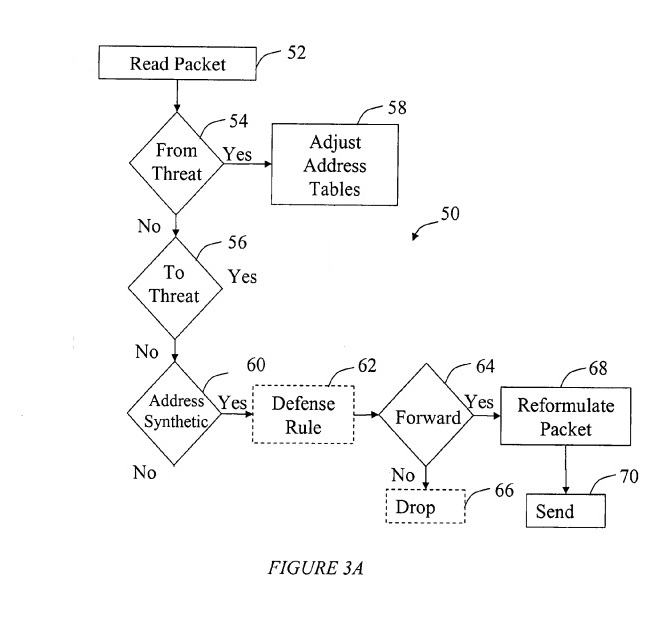 Read Packet
52
From
Threat
54
Yes
Adjust
Address
Tables
58
50
No
To
Threat
56
Yes
No
Address
Synthetic
60
Yes
Defense
Rule
62
Forward
64
Yes
Reformulate
Packet
68
No
No
Drop
66
Send
70
FIGURE 3A